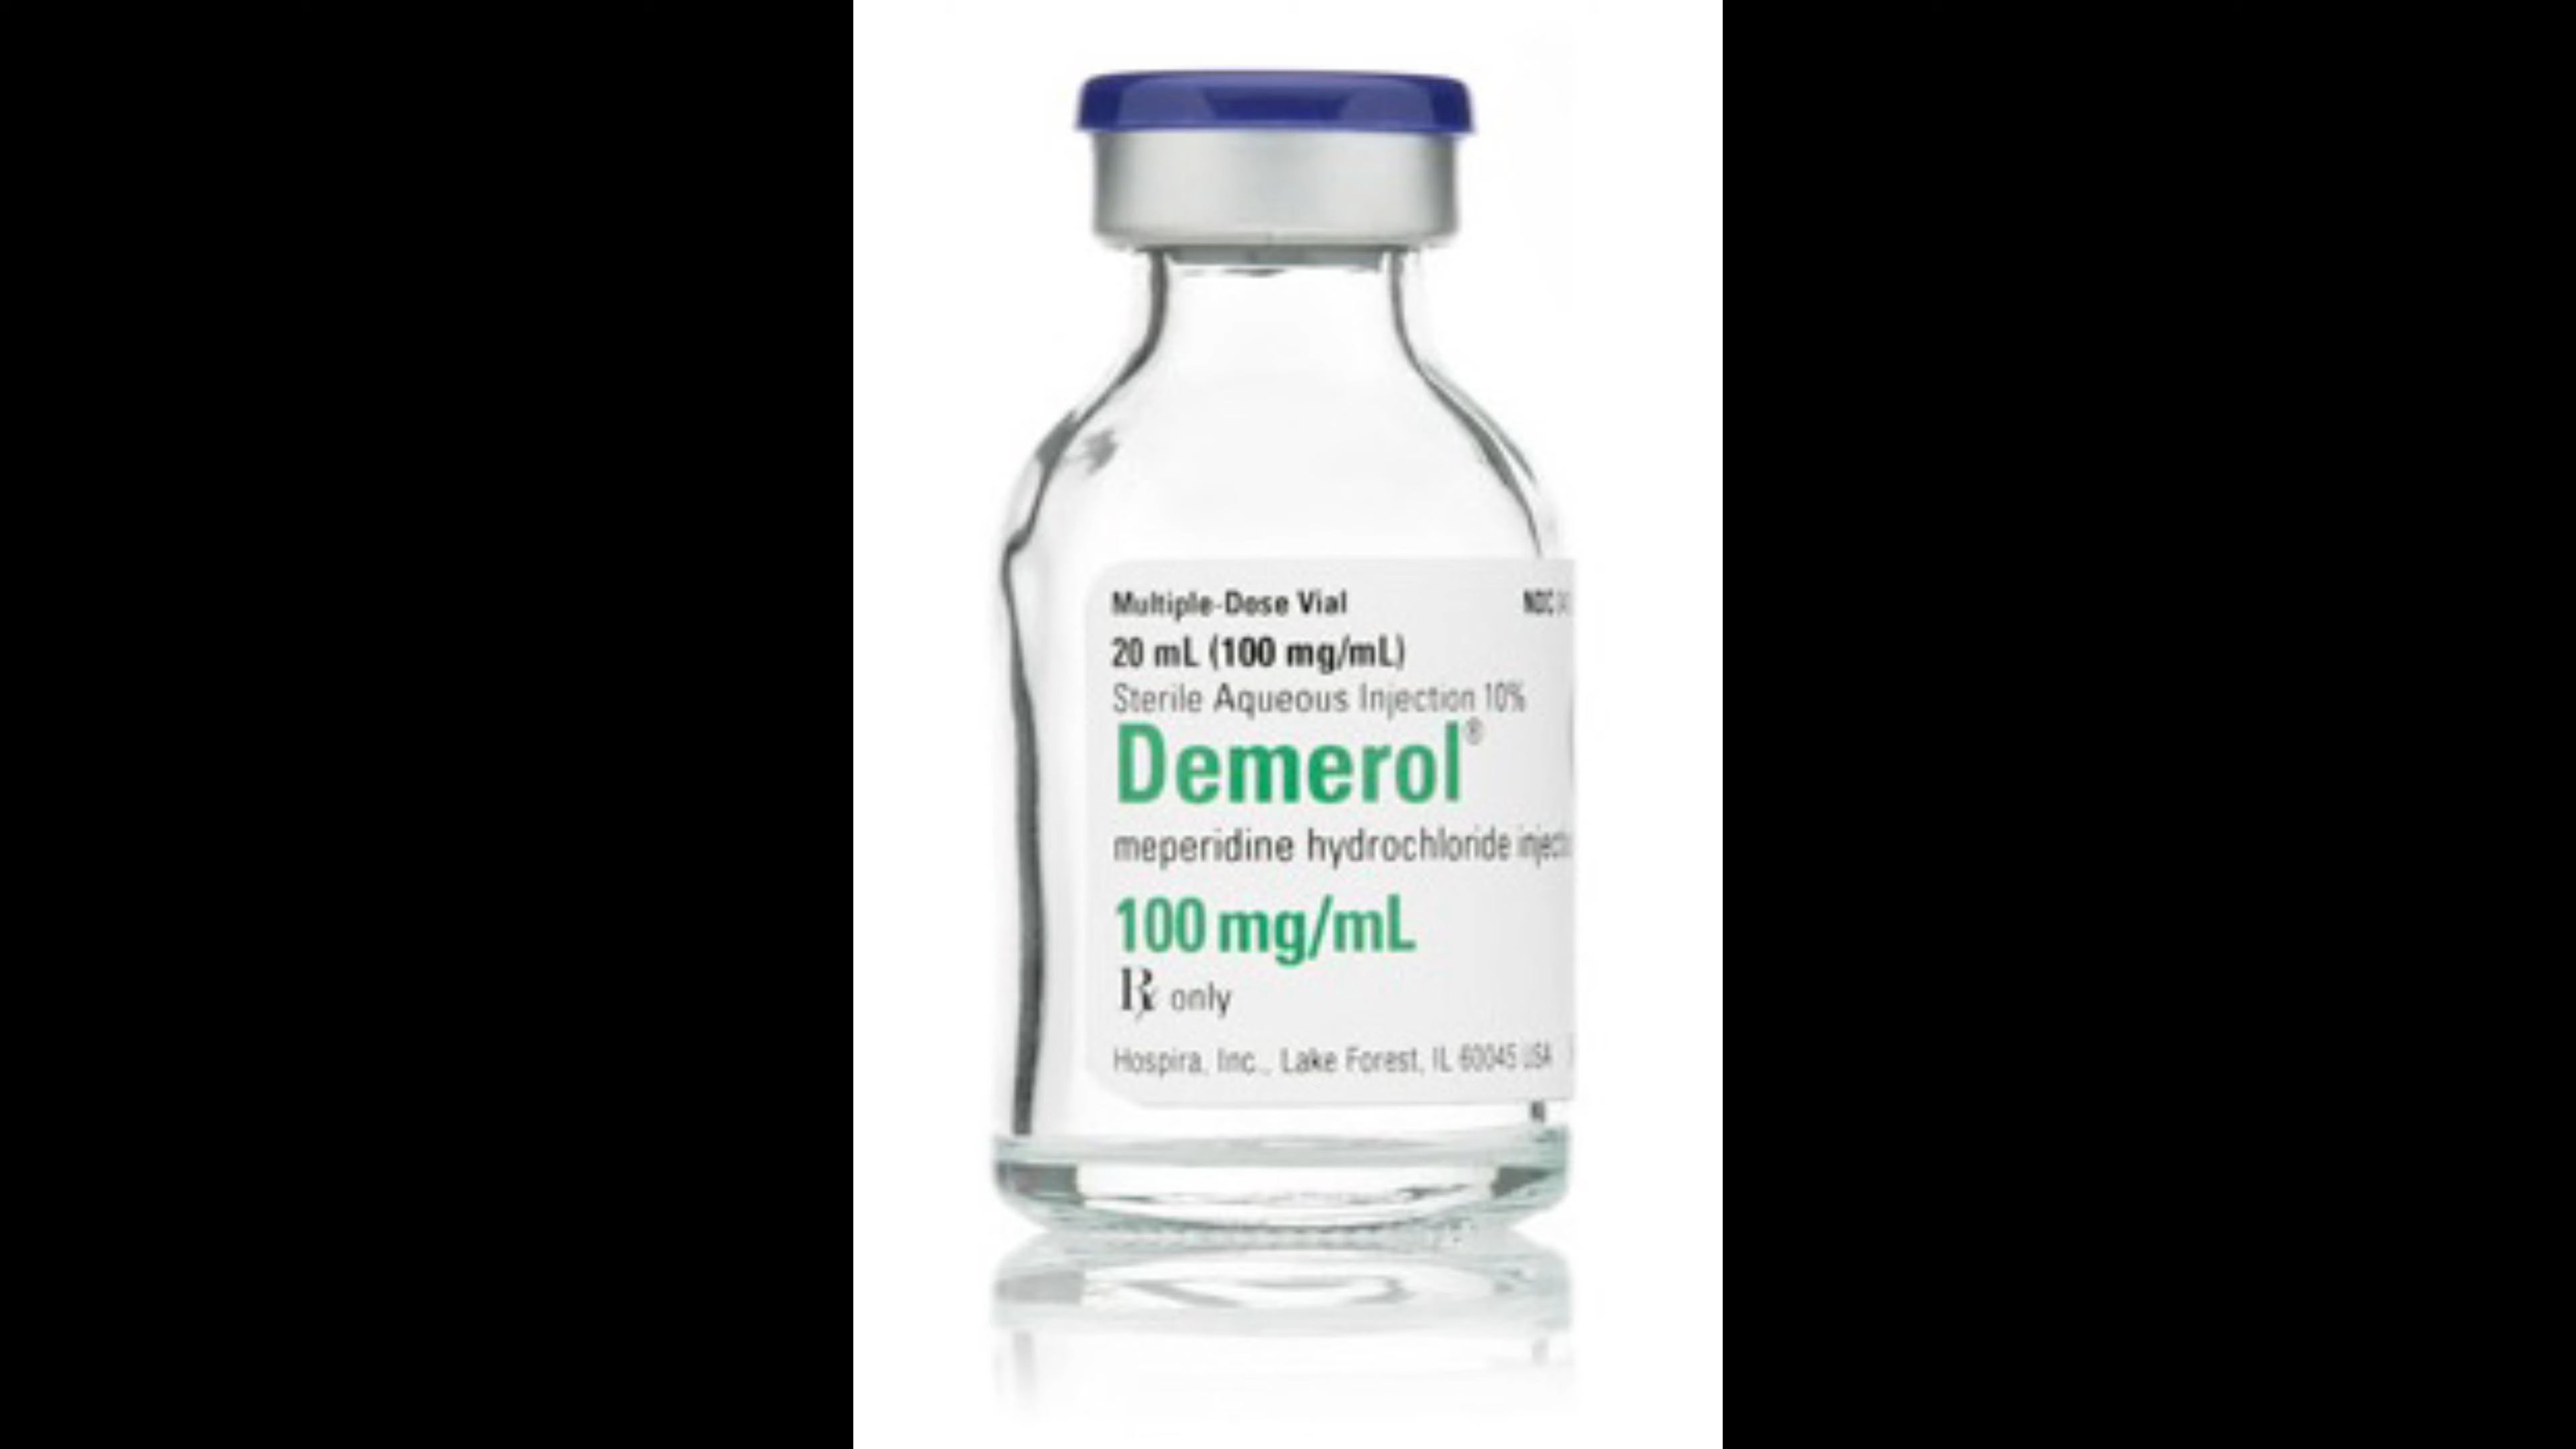 Multiple-Dose Vial NDC
20 mL (100 mg/mL)
Sterile Aqueous Injection 10%
Demerol®
meperidine hydrochloride
100 mg/mL
℞ only
Hospira, Inc., Lake Forest, IL 60045 USA